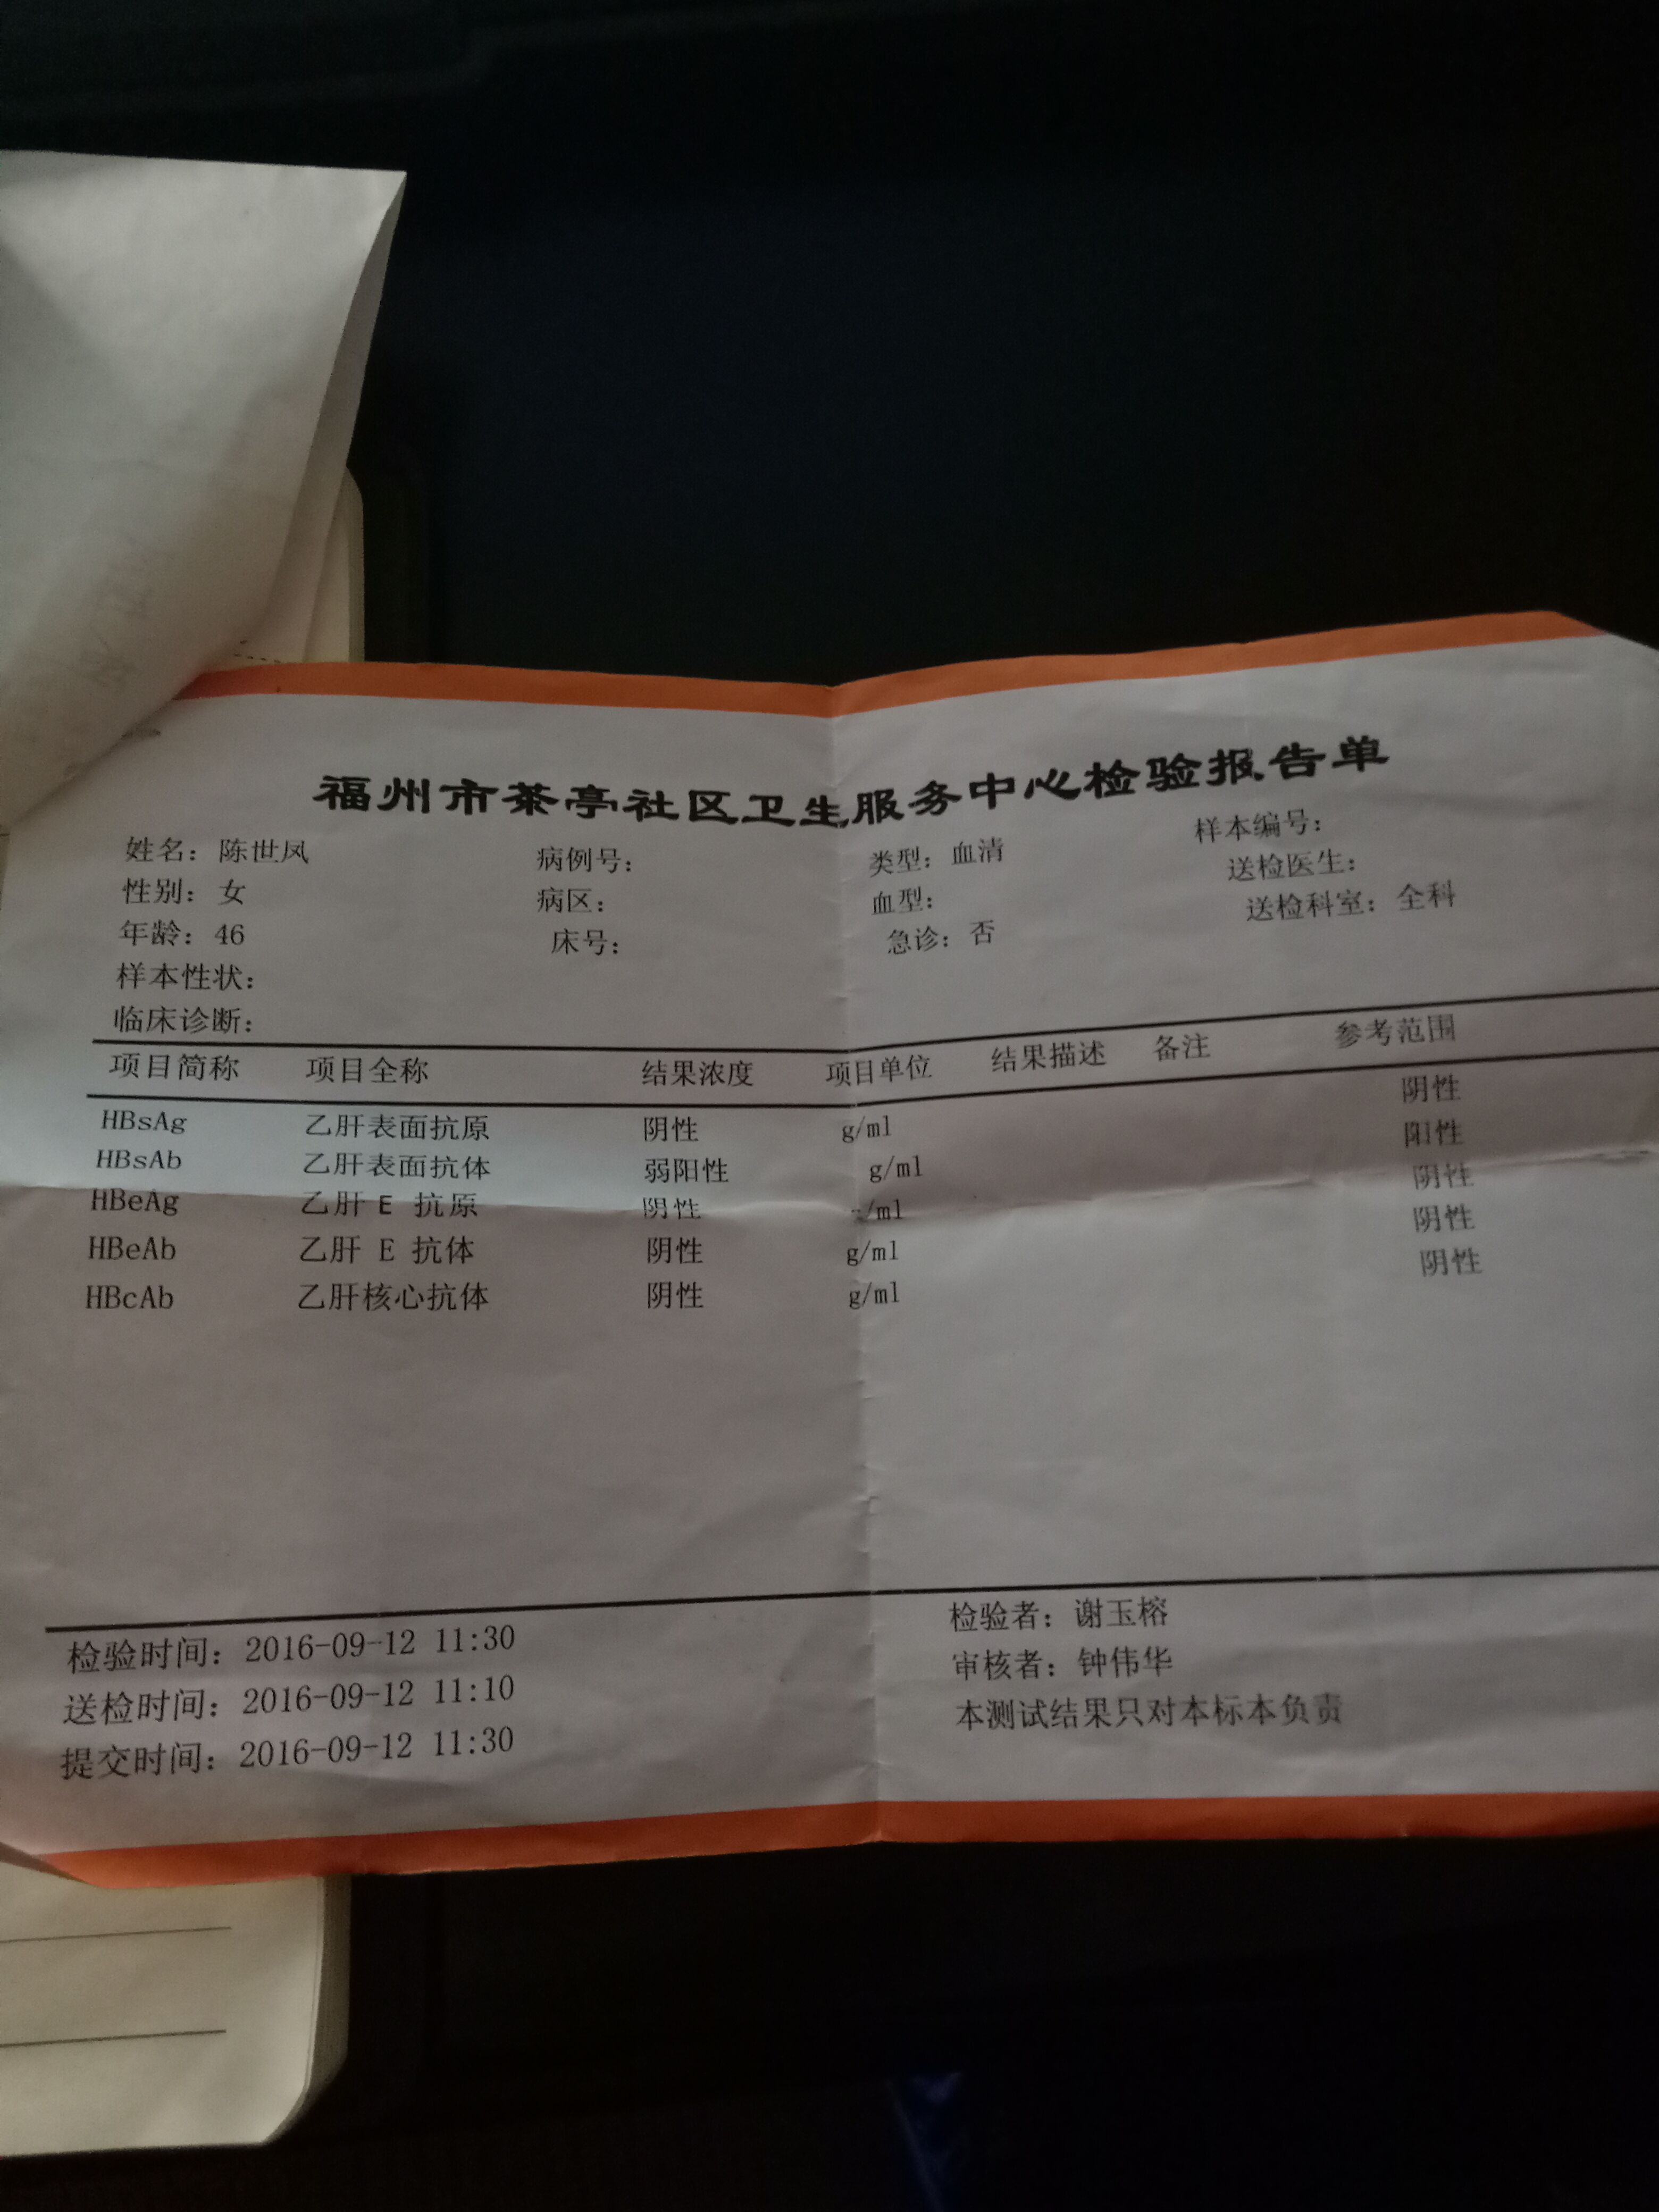 福州市茶亭社区卫生服务中心检验报告单
姓名：陈世凤 病例号： 类型：血清 样本编号：
性别：女 病区： 血型： 送检医生：
年龄：46 床号： 急诊：否 送检科室：全科
样本性状：
临床诊断：
项目简称 项目全称 结果浓度 项目单位 结果描述 备注 参考范围
HBsAg 乙肝表面抗原 阴性 g/ml 阴性
HBsAb 乙肝表面抗体 弱阳性 g/ml 阳性
HBeAg 乙肝 E 抗原 阴性 /ml 阴性
HBeAb 乙肝 E 抗体 阴性 g/ml 阴性
HBcAb 乙肝核心抗体 阴性 g/ml 阴性
检验时间：2016-09-12 11:30 检验者：谢玉榕
送检时间：2016-09-12 11:10 审核者：钟伟华
提交时间：2016-09-12 11:30 本测试结果只对本标本负责